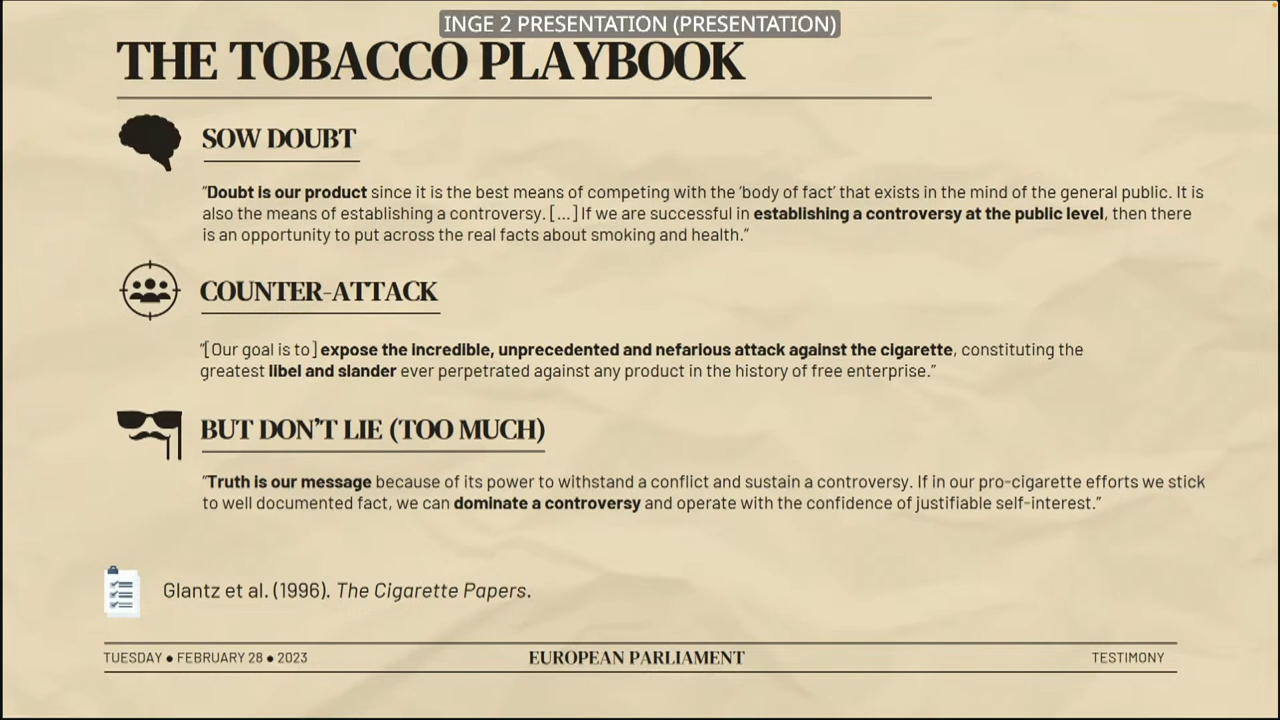 INGE 2 PRESENTATION (PRESENTATION)
THE TOBACCO PLAYBOOK
SOW DOUBT
“Doubt is our product since it is the best means of competing with the ‘body of fact’ that exists in the mind of the general public. It is
also the means of establishing a controversy. [...] If we are successful in establishing a controversy at the public level, then there
is an opportunity to put across the real facts about smoking and health.”
COUNTER-ATTACK
“[Our goal is to] expose the incredible, unprecedented and nefarious attack against the cigarette, constituting the
greatest libel and slander ever perpetrated against any product in the history of free enterprise.”
BUT DON’T LIE (TOO MUCH)
“Truth is our message because of its power to withstand a conflict and sustain a controversy. If in our pro-cigarette efforts we stick
to well documented fact, we can dominate a controversy and operate with the confidence of justifiable self-interest.”
Glantz et al. (1996). The Cigarette Papers.
TUESDAY ● FEBRUARY 28 ● 2023 EUROPEAN PARLIAMENT TESTIMONY